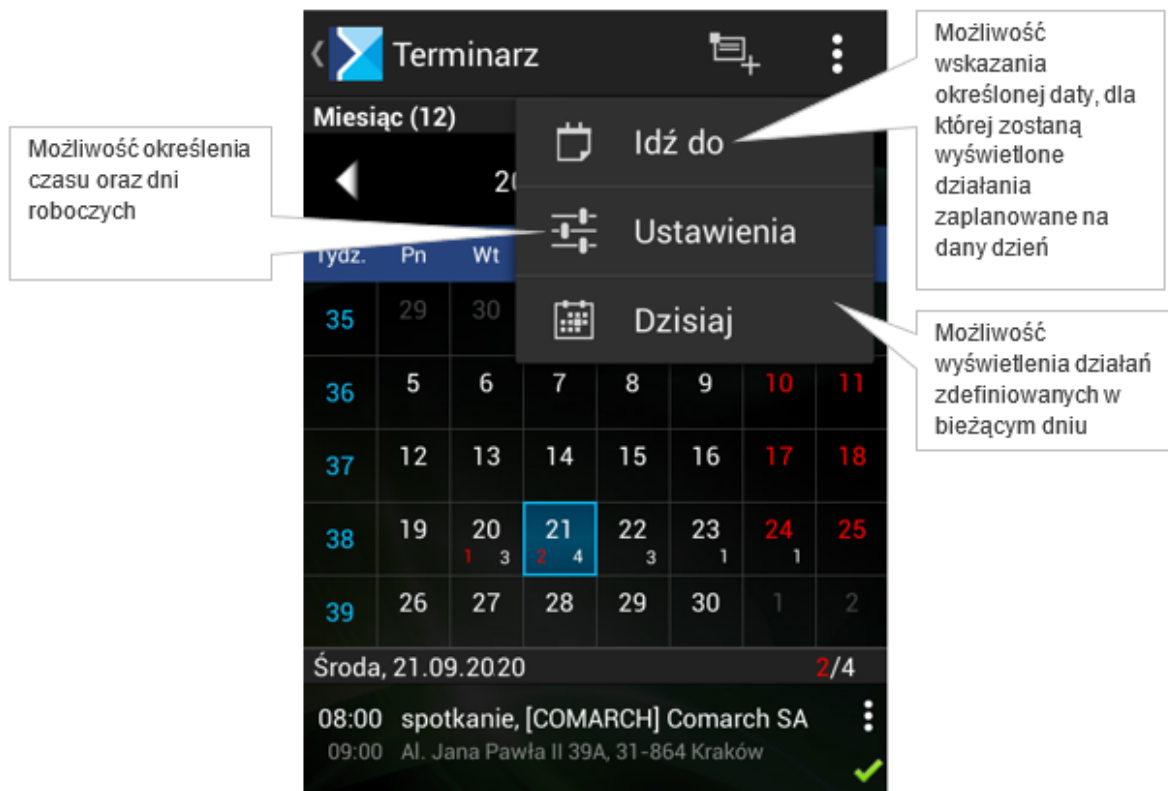 Terminarz
Miesiąc (12)
Idź do
Ustawienia
Dzisiaj
Możliwość określenia
czasu oraz dni
roboczych
Możliwość
wskazania
określonej daty, dla
której zostaną
wyświetlone
działania
zaplanowane na
dany dzień
Możliwość
wyświetlenia działań
zdefiniowanych w
bieżącym dniu
Tydz. Pn Wt
35 29 30
36 5 6 7 8 9 10 11
37 12 13 14 15 16 17 18
38 19 20 21 22 23 24 25
1 3 2 4 3 1 1
39 26 27 28 29 30 1 2
Środa, 21.09.2020 2/4
08:00 spotkanie, [COMARCH] Comarch SA
09:00 Al. Jana Pawła II 39A, 31-864 Kraków